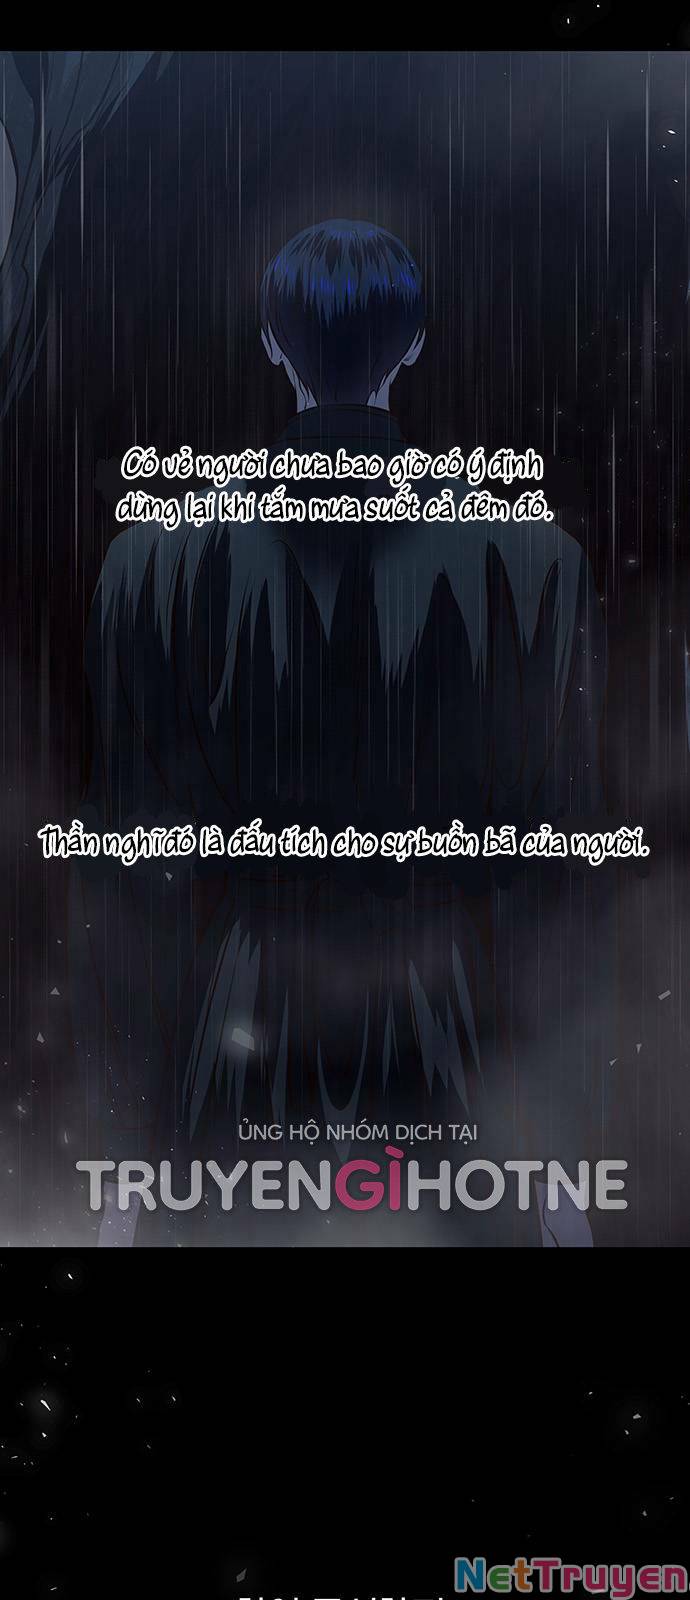 Có vẻ người chưa bao giờ có ý định
dừng lại khi tắm mưa suốt cả đêm đó.
Thần nghĩ đó là dấu tích cho sự buồn bã của người.
ỦNG HỘ NHÓM DỊCH TẠI
TRUYENGÌHOTNE
NetTruyen